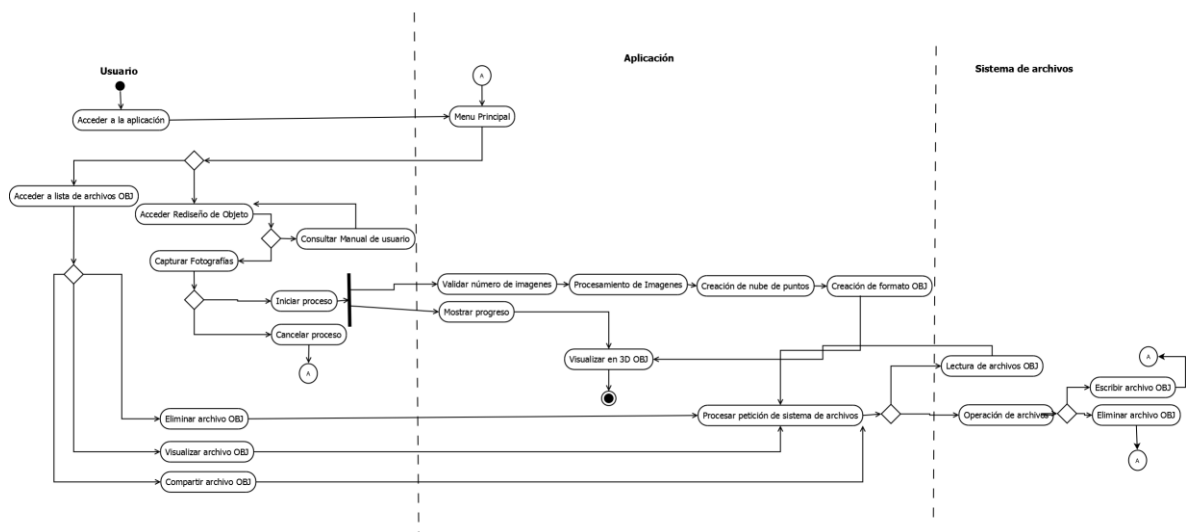 Aplicación
Usuario
Sistema de archivos
A
Acceder a la aplicación
Menu Principal
Acceder a lista de archivos OBJ
Acceder Rediseño de Objeto
Consultar Manual de usuario
Capturar Fotografías
Validar número de imagenes
Procesamiento de Imagenes
Creación de nube de puntos
Creación de formato OBJ
Iniciar proceso
Mostrar progreso
Cancelar proceso
Visualizar en 3D OBJ
A
Lectura de archivos OBJ
A
Escribir archivo OBJ
Eliminar archivo OBJ
Procesar petición de sistema de archivos
Operación de archivos
Eliminar archivo OBJ
Visualizar archivo OBJ
A
Compartir archivo OBJ